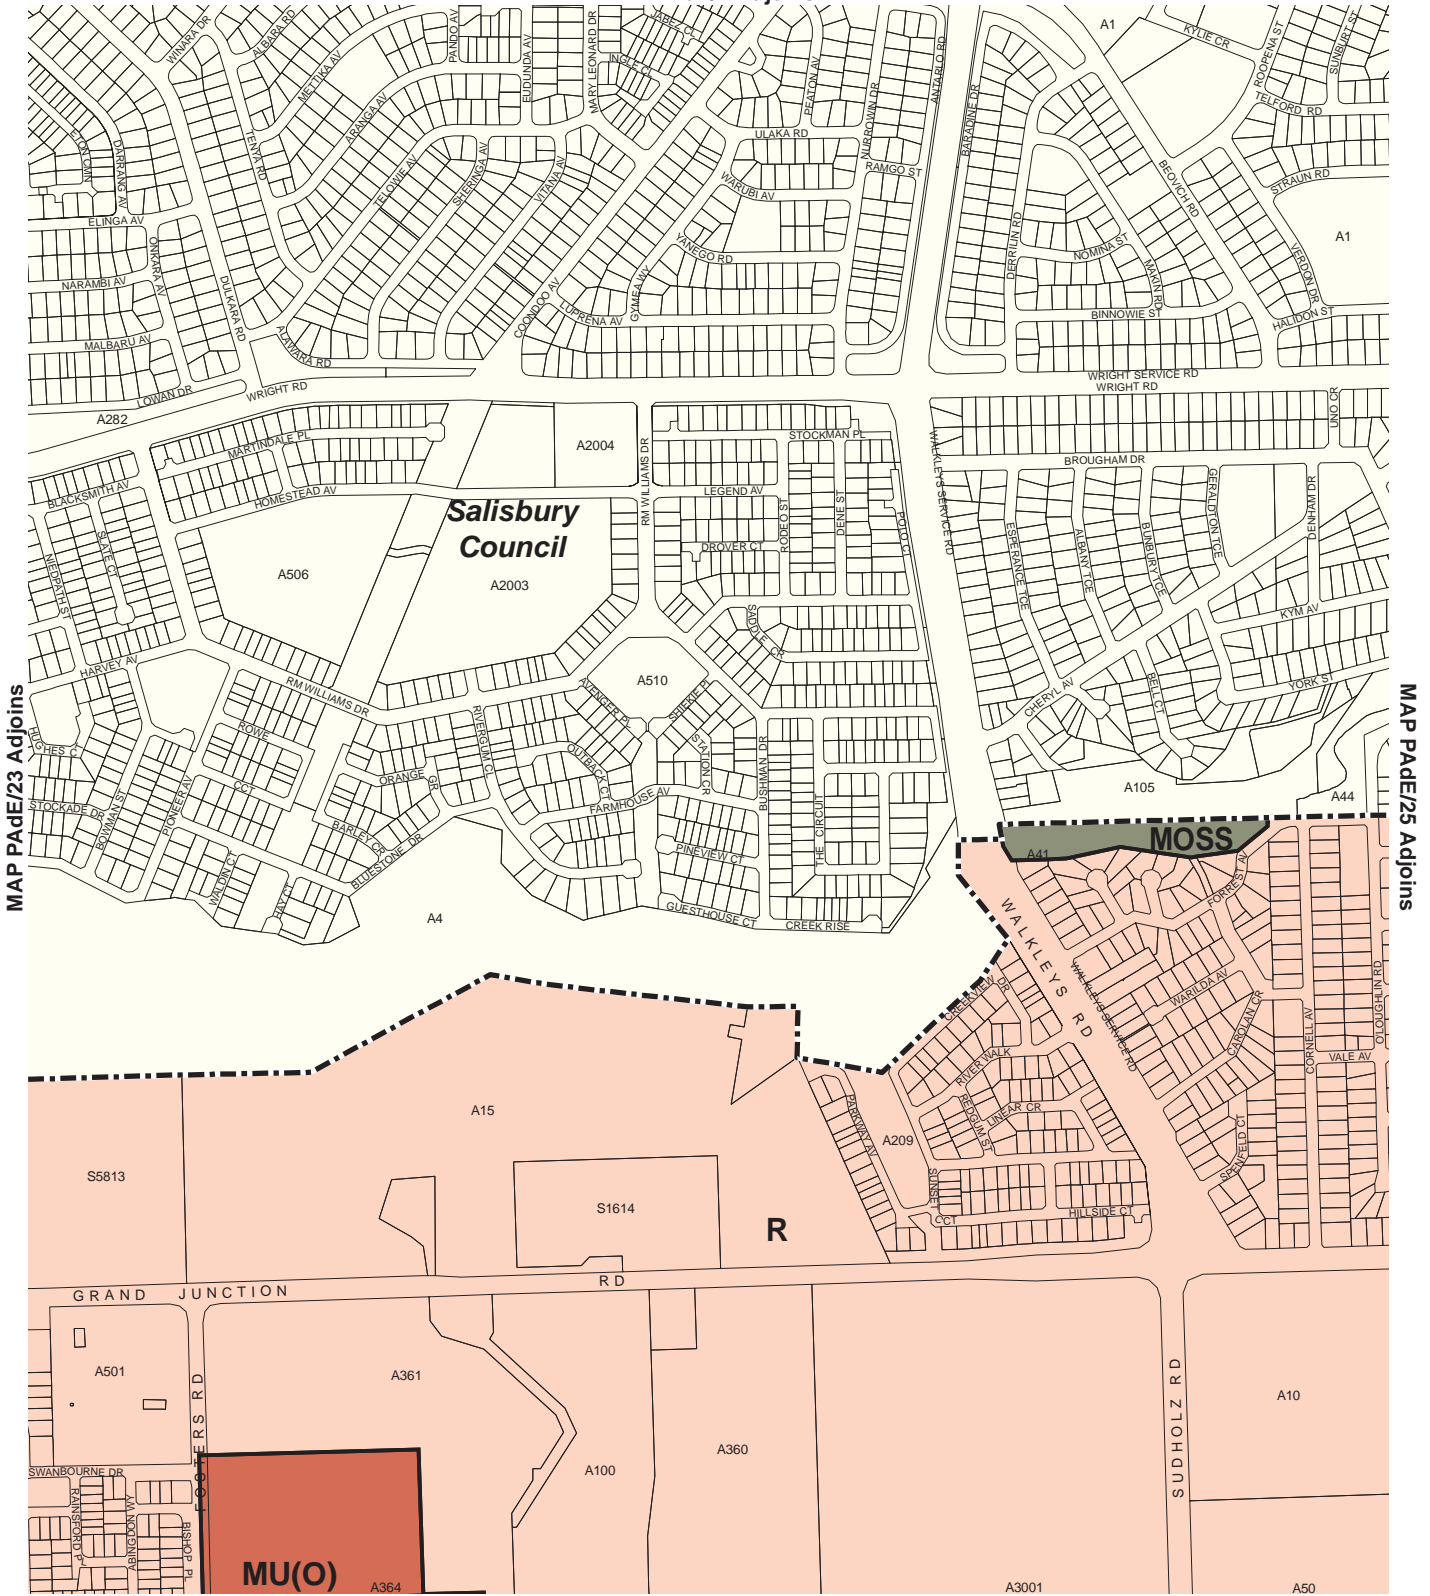 WINARA DR
ALBARA RD
METTIKA AV
PANDO AV
EUDUNDA AV
MARY LEONARD DR
JABEZ CL
INGLE CL
PEATON AV
NURROWIN DR
ANTARLO RD
BARADINE DR
A1
KYLIE CR
ROOPENA ST
SUNBURT ST
TELFORD RD
ETON CMN
DARRANG AV
TENYA RD
ARANGA AV
TELOWIE AV
SHERINGA AV
VITANA AV
ULAKA RD
RAMGO ST
WARUBI AV
BEOVICH RD
STRAUN RD
ELINGA AV
ONKARA AV
NARAMBI AV
DULKARA RD
YANEGO RD
GYMEA WY
COONDOO AV
LUPRENA AV
DERRILIN RD
NOMINA ST
MAKIN RD
VERDON DR
A1
BINNOWIE ST
HALIDON ST
MALBARU AV
ALAWARA RD
LOWAN DR
WRIGHT RD
WRIGHT SERVICE RD
WRIGHT RD
UNO CR
A282
MARTINDALE PL
A2004
RM WILLIAMS DR
STOCKMAN PL
WALKLEYS SERVICE RD
BROUGHAM DR
BLACKSMITH AV
HOMESTEAD AV
LEGEND AV
RODEO ST
DENE ST
POLO CT
GERALDTON TCE
DENHAM DR
Salisbury
Council
SLATE CT
NIEDPATH ST
DROVER CT
ESPERANCE TCE
ALBANY TCE
BUNBURY TCE
A506
A2003
SADDLE CR
KYM AV
HARVEY AV
RM WILLIAMS DR
A510
AVENGER PL
SHIEKIE PL
CHERYL AV
BELL CT
YORK ST
MAP PAdE/23 Adjoins
MAP PAdE/25 Adjoins
HUGHES CT
ROWE
CCT
RIVERGUM CL
OUTBACK CT
STATION CR
BUSHMAN DR
ORANGE GR
STOCKADE DR
BOWMAN ST
PIONEER AV
FARMHOUSE AV
THE CIRCUIT
A105
A44
BARLEY CR
BLUESTONE DR
PINEVIEW CT
MOSS
A41
WALDIN CT
HAY CT
A4
GUESTHOUSE CT
CREEK RISE
FORREST AV
WALKLEYS RD
WALKLEYS SERVICE RD
WARILDA AV
CAROLAN CR
CORNELL AV
O'LOUGHLIN RD
CREEKVIEW DR
RIVER WALK
VALE AV
A15
PARKWAY AV
A209
REDGUM ST
LINEAR CR
SPENFELD CT
S5813
S1614
R
SUNSET CCT
HILLSIDE CT
GRAND JUNCTION RD
A501
A361
FOOTERS RD
SUDHOLZ RD
A10
A360
A100
SWANBOURNE DR
RAINSFORD PL
ABINGDON WY
BISHOP PL
MU(O)
A364
A3001
A50